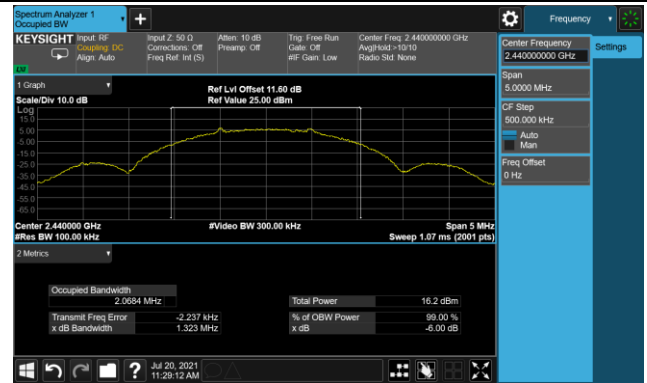 Spectrum Analyzer 1
Occupied BW
Frequency
KEYSIGHT
Input: RF
Coupling: DC
Align: Auto
Input Z: 50 Ω
Corrections: Off
Freq Ref: Int (S)
Atten: 10 dB
Preamp: Off
Trig: Free Run
Gate: Off
#IF Gain: Low
Center Freq: 2.440000000 GHz
Avg|Hold:>10/10
Radio Std: None
Center Frequency
2.440000000 GHz
Settings
Span
5.0000 MHz
CF Step
500.000 kHz
Auto
Man
Freq Offset
0 Hz
1 Graph
Scale/Div 10.0 dB
Ref Lvl Offset 11.60 dB
Ref Value 25.00 dBm
Log
15.0
5.00
-5.00
-15.0
-25.0
-35.0
-45.0
-55.0
-65.0
Center 2.440000 GHz
#Res BW 100.00 kHz
#Video BW 300.00 kHz
Span 5 MHz
Sweep 1.07 ms (2001 pts)
2 Metrics
Occupied Bandwidth
2.0684 MHz
Total Power 16.2 dBm
Transmit Freq Error -2.237 kHz
% of OBW Power 99.00 %
x dB Bandwidth 1.323 MHz
x dB -6.00 dB
?
Jul 20, 2021
11:29:12 AM